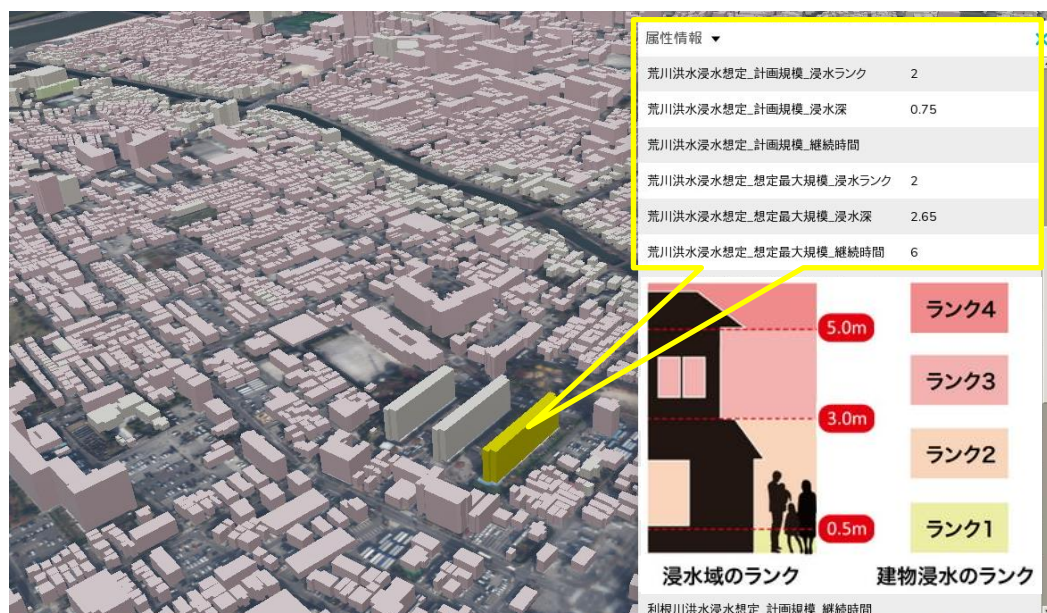 属性情報 ▼
荒川洪水浸水想定_計画規模_浸水ランク 2
荒川洪水浸水想定_計画規模_浸水深 0.75
荒川洪水浸水想定_計画規模_継続時間
荒川洪水浸水想定_想定最大規模_浸水ランク 2
荒川洪水浸水想定_想定最大規模_浸水深 2.65
荒川洪水浸水想定_想定最大規模_継続時間 6
ランク4
5.0m
ランク3
3.0m
ランク2
0.5m
ランク1
浸水域のランク 建物浸水のランク
利根川洪水浸水想定_計画規模_継続時間